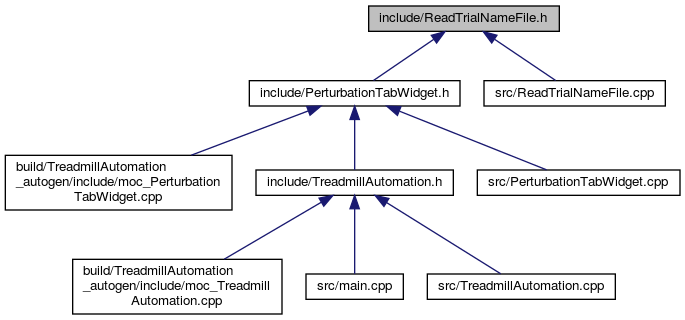 include/ReadTrialNameFile.h
include/PerturbationTabWidget.h
src/ReadTrialNameFile.cpp
build/TreadmillAutomation
_autogen/include/moc_Perturbation
TabWidget.cpp
include/TreadmillAutomation.h
src/PerturbationTabWidget.cpp
build/TreadmillAutomation
_autogen/include/moc_Treadmill
Automation.cpp
src/main.cpp
src/TreadmillAutomation.cpp